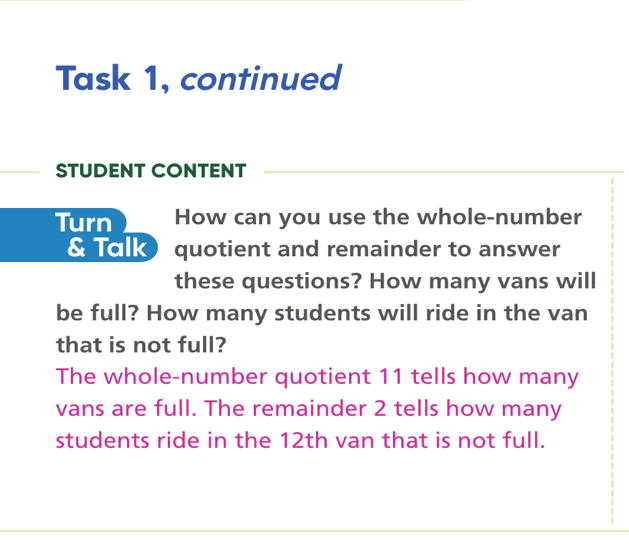 Task 1, continued
STUDENT CONTENT
Turn
& Talk
How can you use the whole-number
quotient and remainder to answer
these questions? How many vans will
be full? How many students will ride in the van
that is not full?
The whole-number quotient 11 tells how many
vans are full. The remainder 2 tells how many
students ride in the 12th van that is not full.